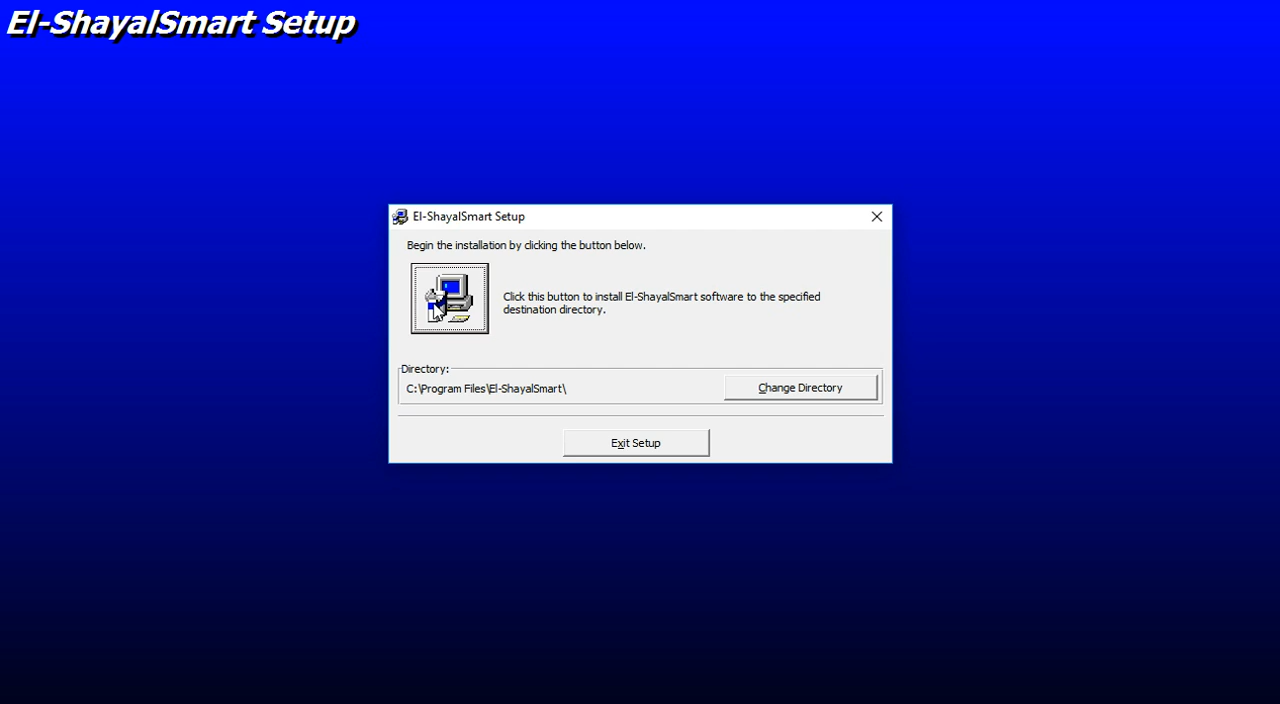 El-ShayalSmart Setup
El-ShayalSmart Setup
Begin the installation by clicking the button below.
Click this button to install El-ShayalSmart software to the specified
destination directory.
Directory:
C:\Program Files\El-ShayalSmart\
Change Directory
Exit Setup